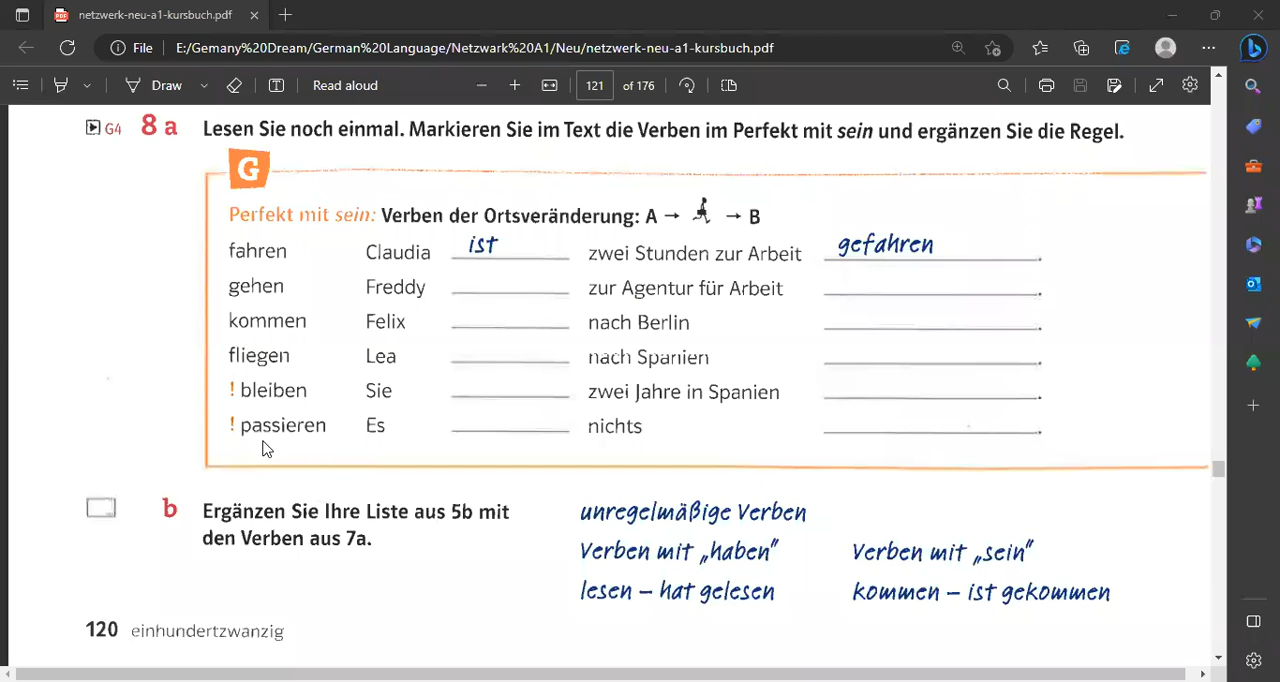 netzwerk-neu-a1-kursbuch.pdf
File E:/Gemany%20Dream/German%20Language/Netzwark%20A1/Neu/netzwerk-neu-a1-kursbuch.pdf
Draw Read aloud 121 of 176
G4 8 a Lesen Sie noch einmal. Markieren Sie im Text die Verben im Perfekt mit sein und ergänzen Sie die Regel.
G
Perfekt mit sein: Verben der Ortsveränderung: A → → B
fahren Claudia ist zwei Stunden zur Arbeit gefahren.
gehen Freddy zur Agentur für Arbeit .
kommen Felix nach Berlin .
fliegen Lea nach Spanien .
! bleiben Sie zwei Jahre in Spanien .
! passieren Es nichts .
b Ergänzen Sie Ihre Liste aus 5b mit
den Verben aus 7a.
unregelmäßige Verben
Verben mit „haben" Verben mit „sein"
lesen – hat gelesen kommen – ist gekommen
120 einhundertzwanzig